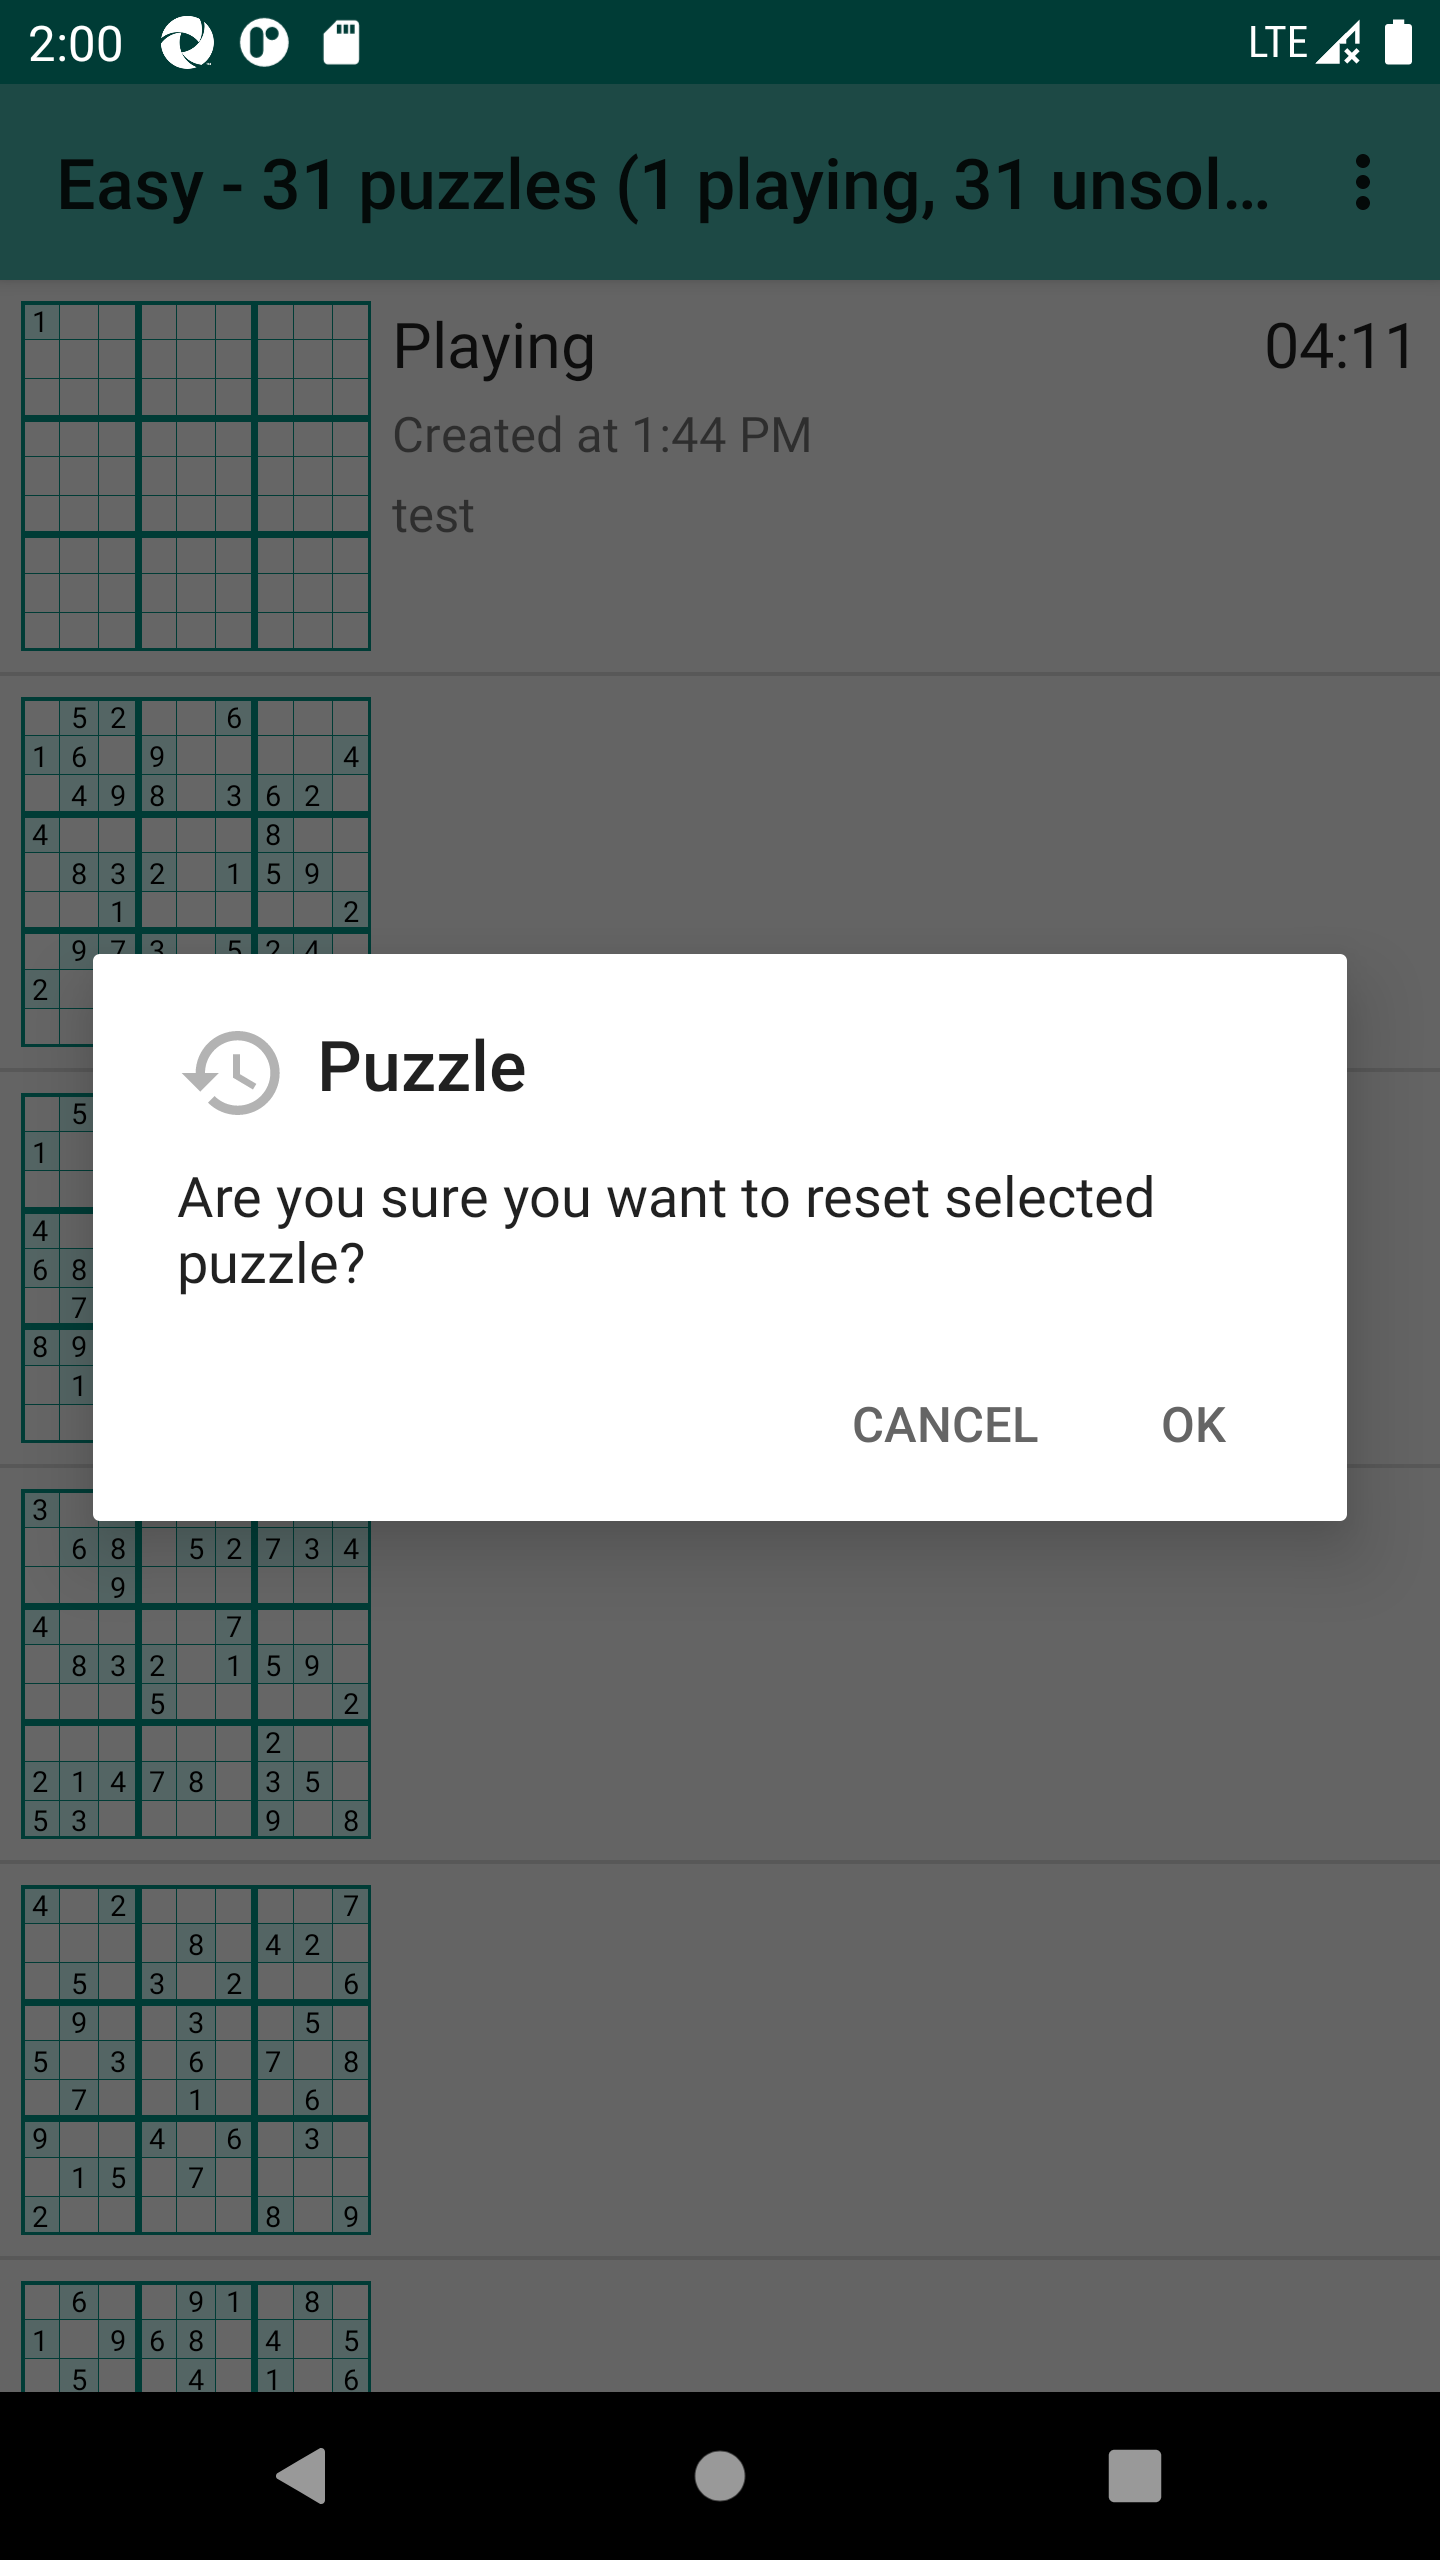 2:00 LTE
Easy - 31 puzzles (1 playing, 31 unsol...
1
Playing 04:11
Created at 1:44 PM
test
5 2 6
1 6 9 4
4 9 8 3 6 2
4 8
8 3 2 1 5 9
1 2
9 7 3 5 2 4
2
5
1
4
6 8
7
8 9
1
Puzzle
Are you sure you want to reset selected
puzzle?
CANCEL OK
3
6 8 5 2 7 3 4
9
4 7
8 3 2 1 5 9
5 2
2
2 1 4 7 8 3 5
5 3 9 8
4 2 7
8 4 2
5 3 2 6
9 3 5
5 3 6 7 8
7 1 6
9 4 6 3
1 5 7
2 8 9
6 9 1 8
1 9 6 8 4 5
5 4 1 6